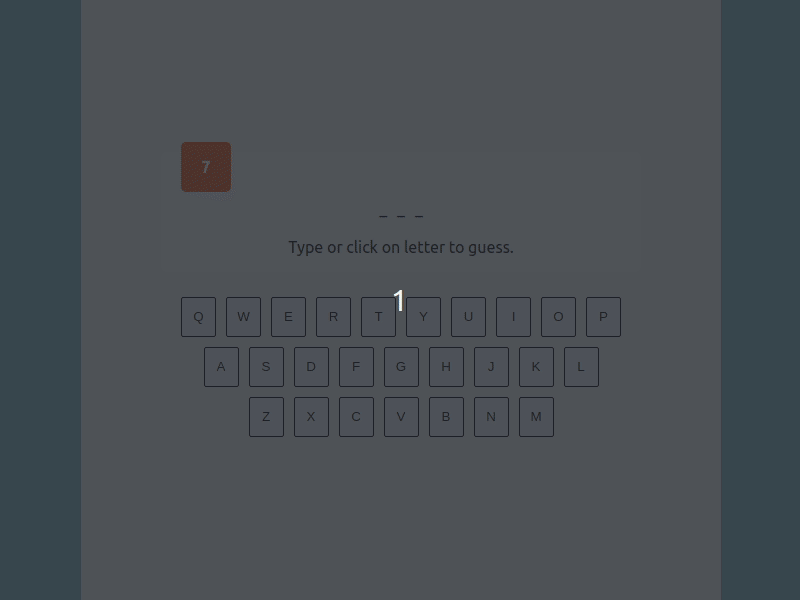 7
_ _ _
Type or click on letter to guess.
1
Q W E R T Y U I O P
A S D F G H J K L
Z X C V B N M